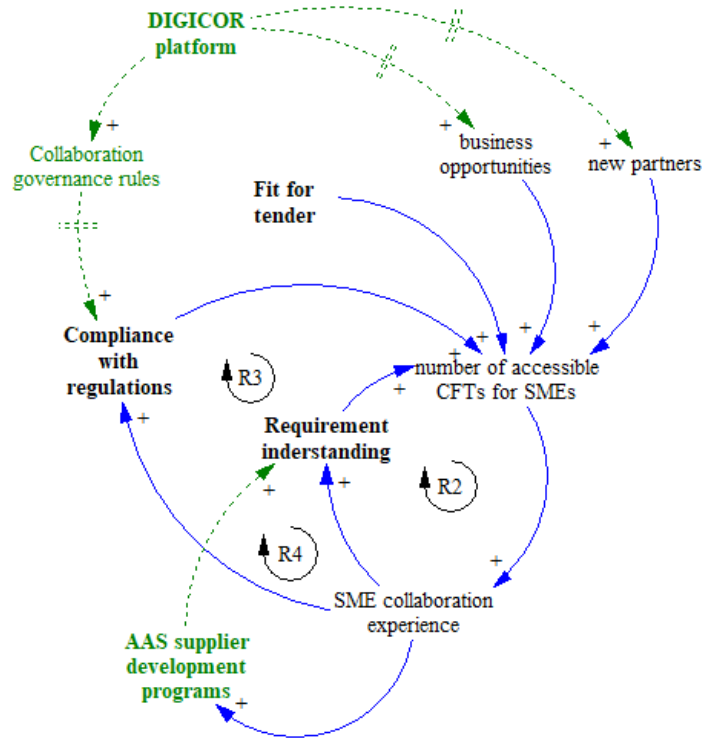 DIGICOR
platform
+
+
+
Collaboration
governance rules
business
opportunities
new partners
Fit for
tender
+
Compliance
with
regulations
+
+
+
+
+
number of accessible
CFTs for SMEs
R3
+
+
Requirement
inderstanding
+
+
R2
R4
+
SME collaboration
experience
AAS supplier
development
programs
+